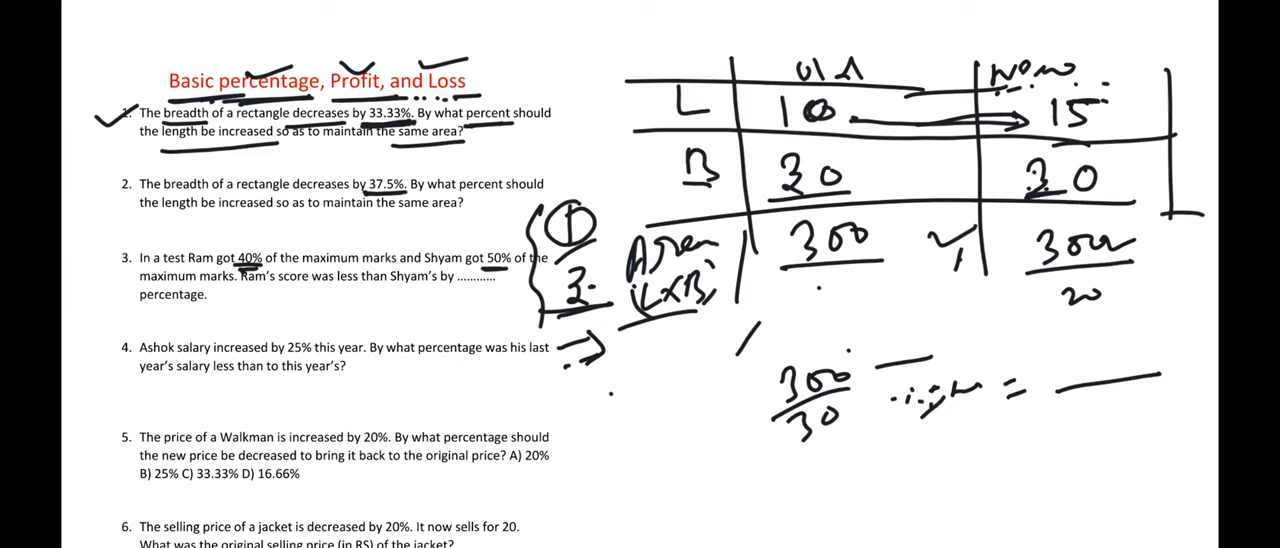 Basic percentage, Profit, and Loss
1. The breadth of a rectangle decreases by 33.33%. By what percent should
the length be increased so as to maintain the same area?
2. The breadth of a rectangle decreases by 37.5%. By what percent should
the length be increased so as to maintain the same area?
3. In a test Ram got 40% of the maximum marks and Shyam got 50% of the
maximum marks. Ram’s score was less than Shyam’s by …………
percentage.
4. Ashok salary increased by 25% this year. By what percentage was his last
year’s salary less than to this year’s?
5. The price of a Walkman is increased by 20%. By what percentage should
the new price be decreased to bring it back to the original price? A) 20%
B) 25% C) 33.33% D) 16.66%
6. The selling price of a jacket is decreased by 20%. It now sells for 20.
What was the original selling price (in RS) of the jacket?
L 10 15
B 30 30
Area 300 300
(L×B) 20
1
300
30 =